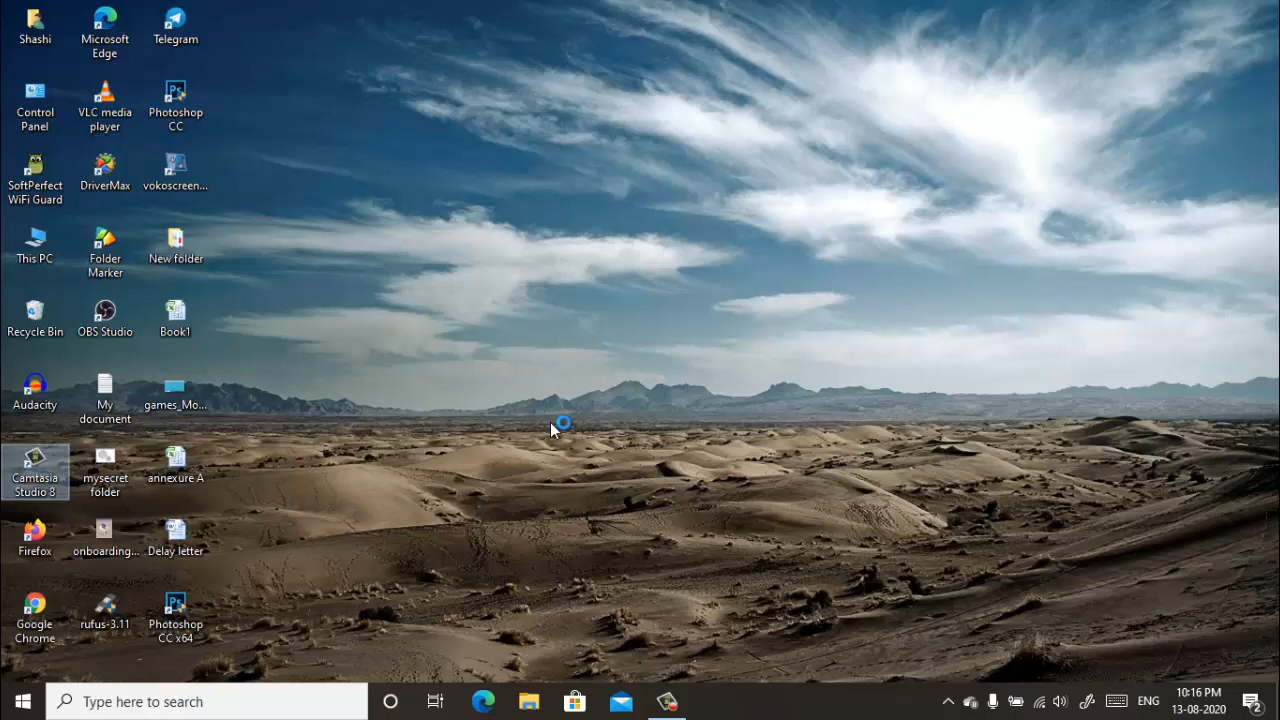 Shashi
Microsoft
Edge
Telegram
Control
Panel
VLC media
player
Photoshop
CC
SoftPerfect
WiFi Guard
DriverMax
vokoscreen...
This PC
Folder
Marker
New folder
Recycle Bin
OBS Studio
Book1
Audacity
My
document
games_Mo...
Camtasia
Studio 8
mysecret
folder
annexure A
Firefox
onboarding...
Delay letter
Google
Chrome
rufus-3.11
Photoshop
CC x64
Type here to search
ENG
10:16 PM
13-08-2020
2